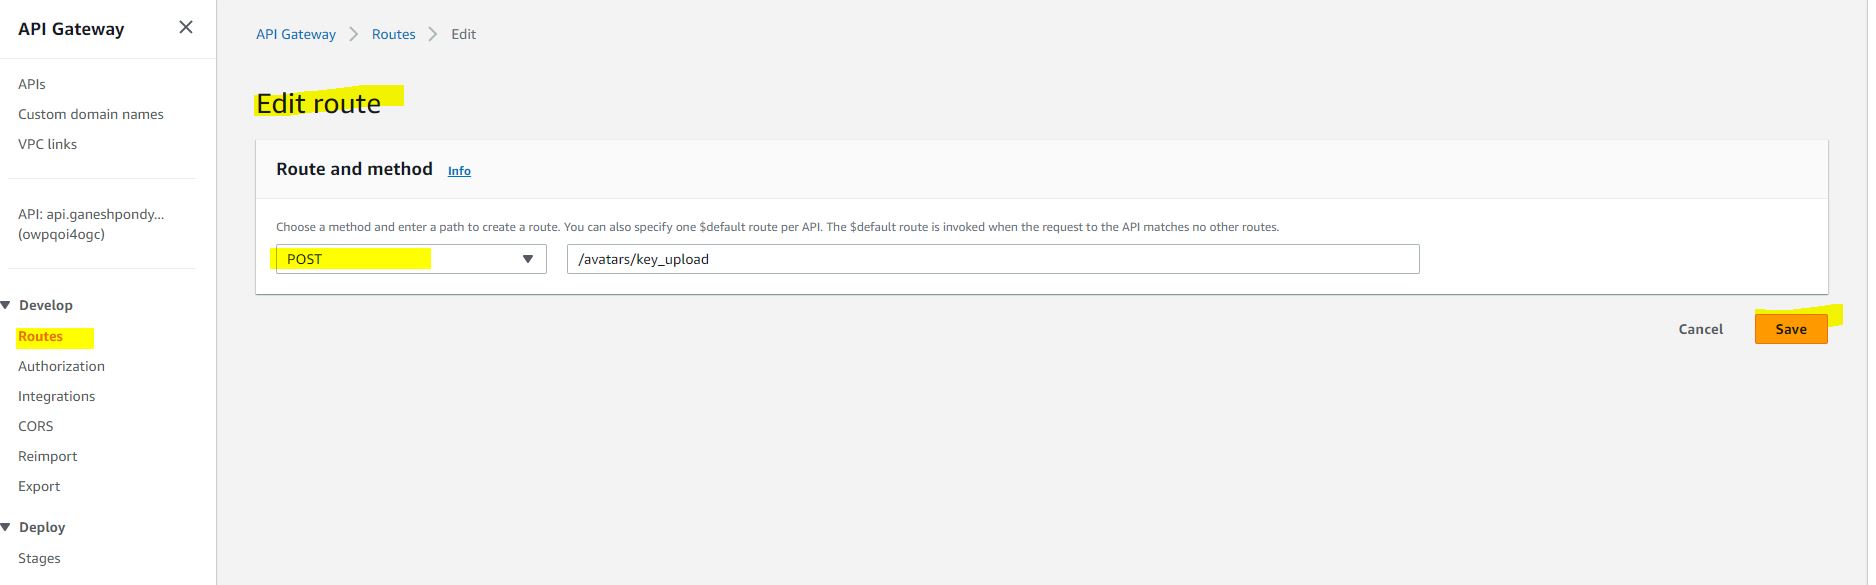 API Gateway
APIs
Custom domain names
VPC links
API: api.ganeshpondy...
(owpqoi4ogc)
Develop
Routes
Authorization
Integrations
CORS
Reimport
Export
Deploy
Stages
API Gateway > Routes > Edit
Edit route
Route and method Info
Choose a method and enter a path to create a route. You can also specify one $default route per API. The $default route is invoked when the request to the API matches no other routes.
POST /avatars/key_upload
Cancel Save